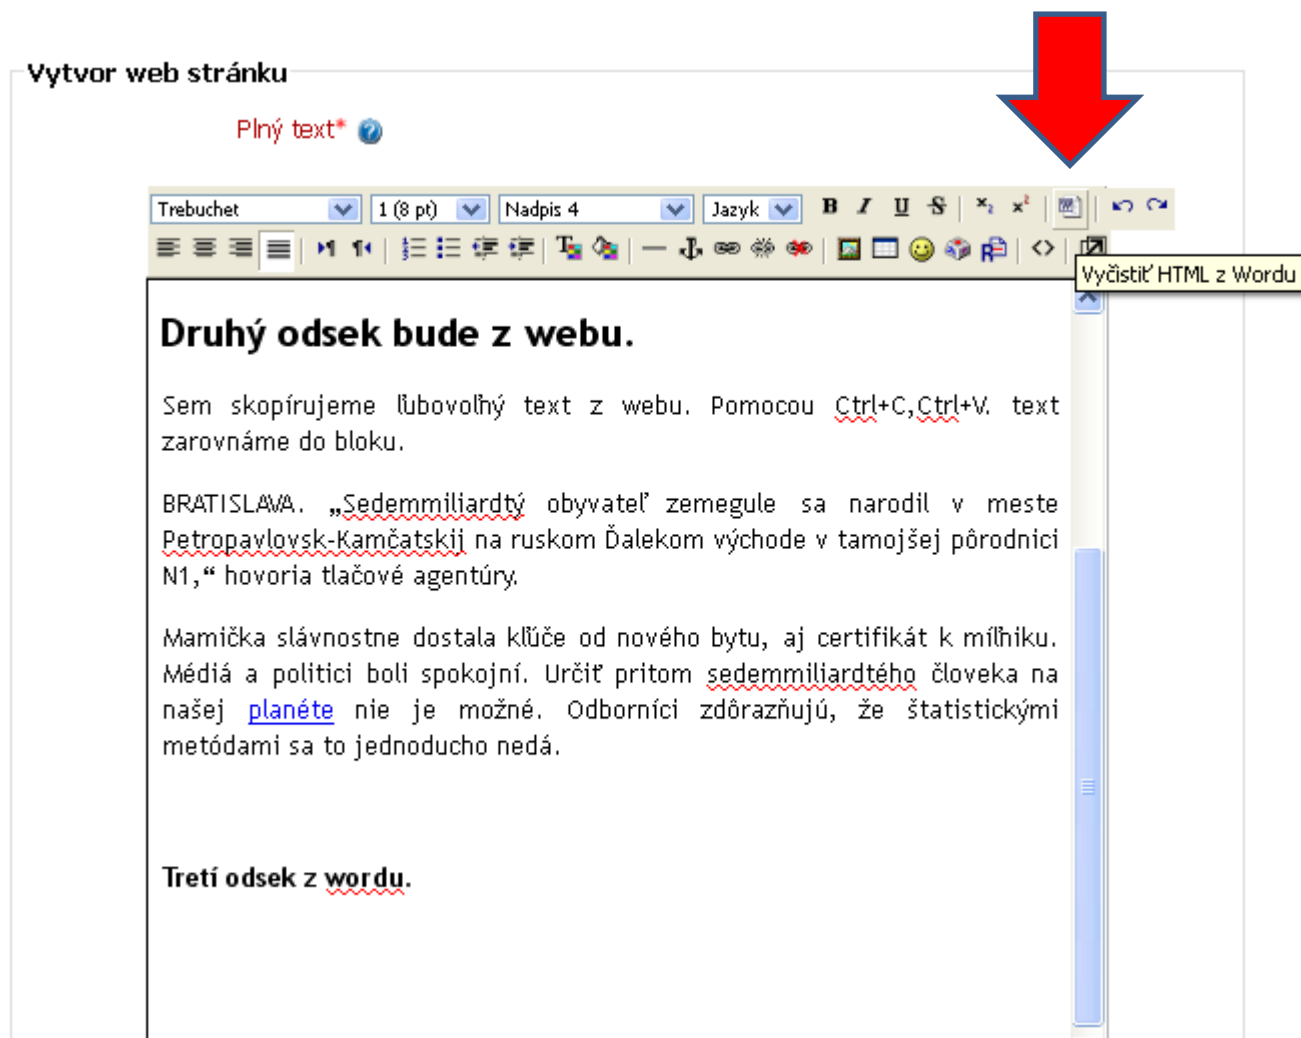 Vytvor web stránku
Plný text*
Trebuchet 1 (8 pt) Nadpis 4 Jazyk B I U S x₂ x²
Vyčistiť HTML z Wordu
Druhý odsek bude z webu.
Sem skopírujeme ľubovoľný text z webu. Pomocou Ctrl+C,Ctrl+V. text
zarovnáme do bloku.
BRATISLAVA. „Sedemmiliardtý obyvateľ zemegule sa narodil v meste
Petropavlovsk-Kamčatskij na ruskom Ďalekom východe v tamojšej pôrodnici
N1,“ hovoria tlačové agentúry.
Mamička slávnostne dostala kľúče od nového bytu, aj certifikát k míľniku.
Médiá a politici boli spokojní. Určiť pritom sedemmiliardtého človeka na
našej planéte nie je možné. Odborníci zdôrazňujú, že štatistickými
metódami sa to jednoducho nedá.
Tretí odsek z wordu.